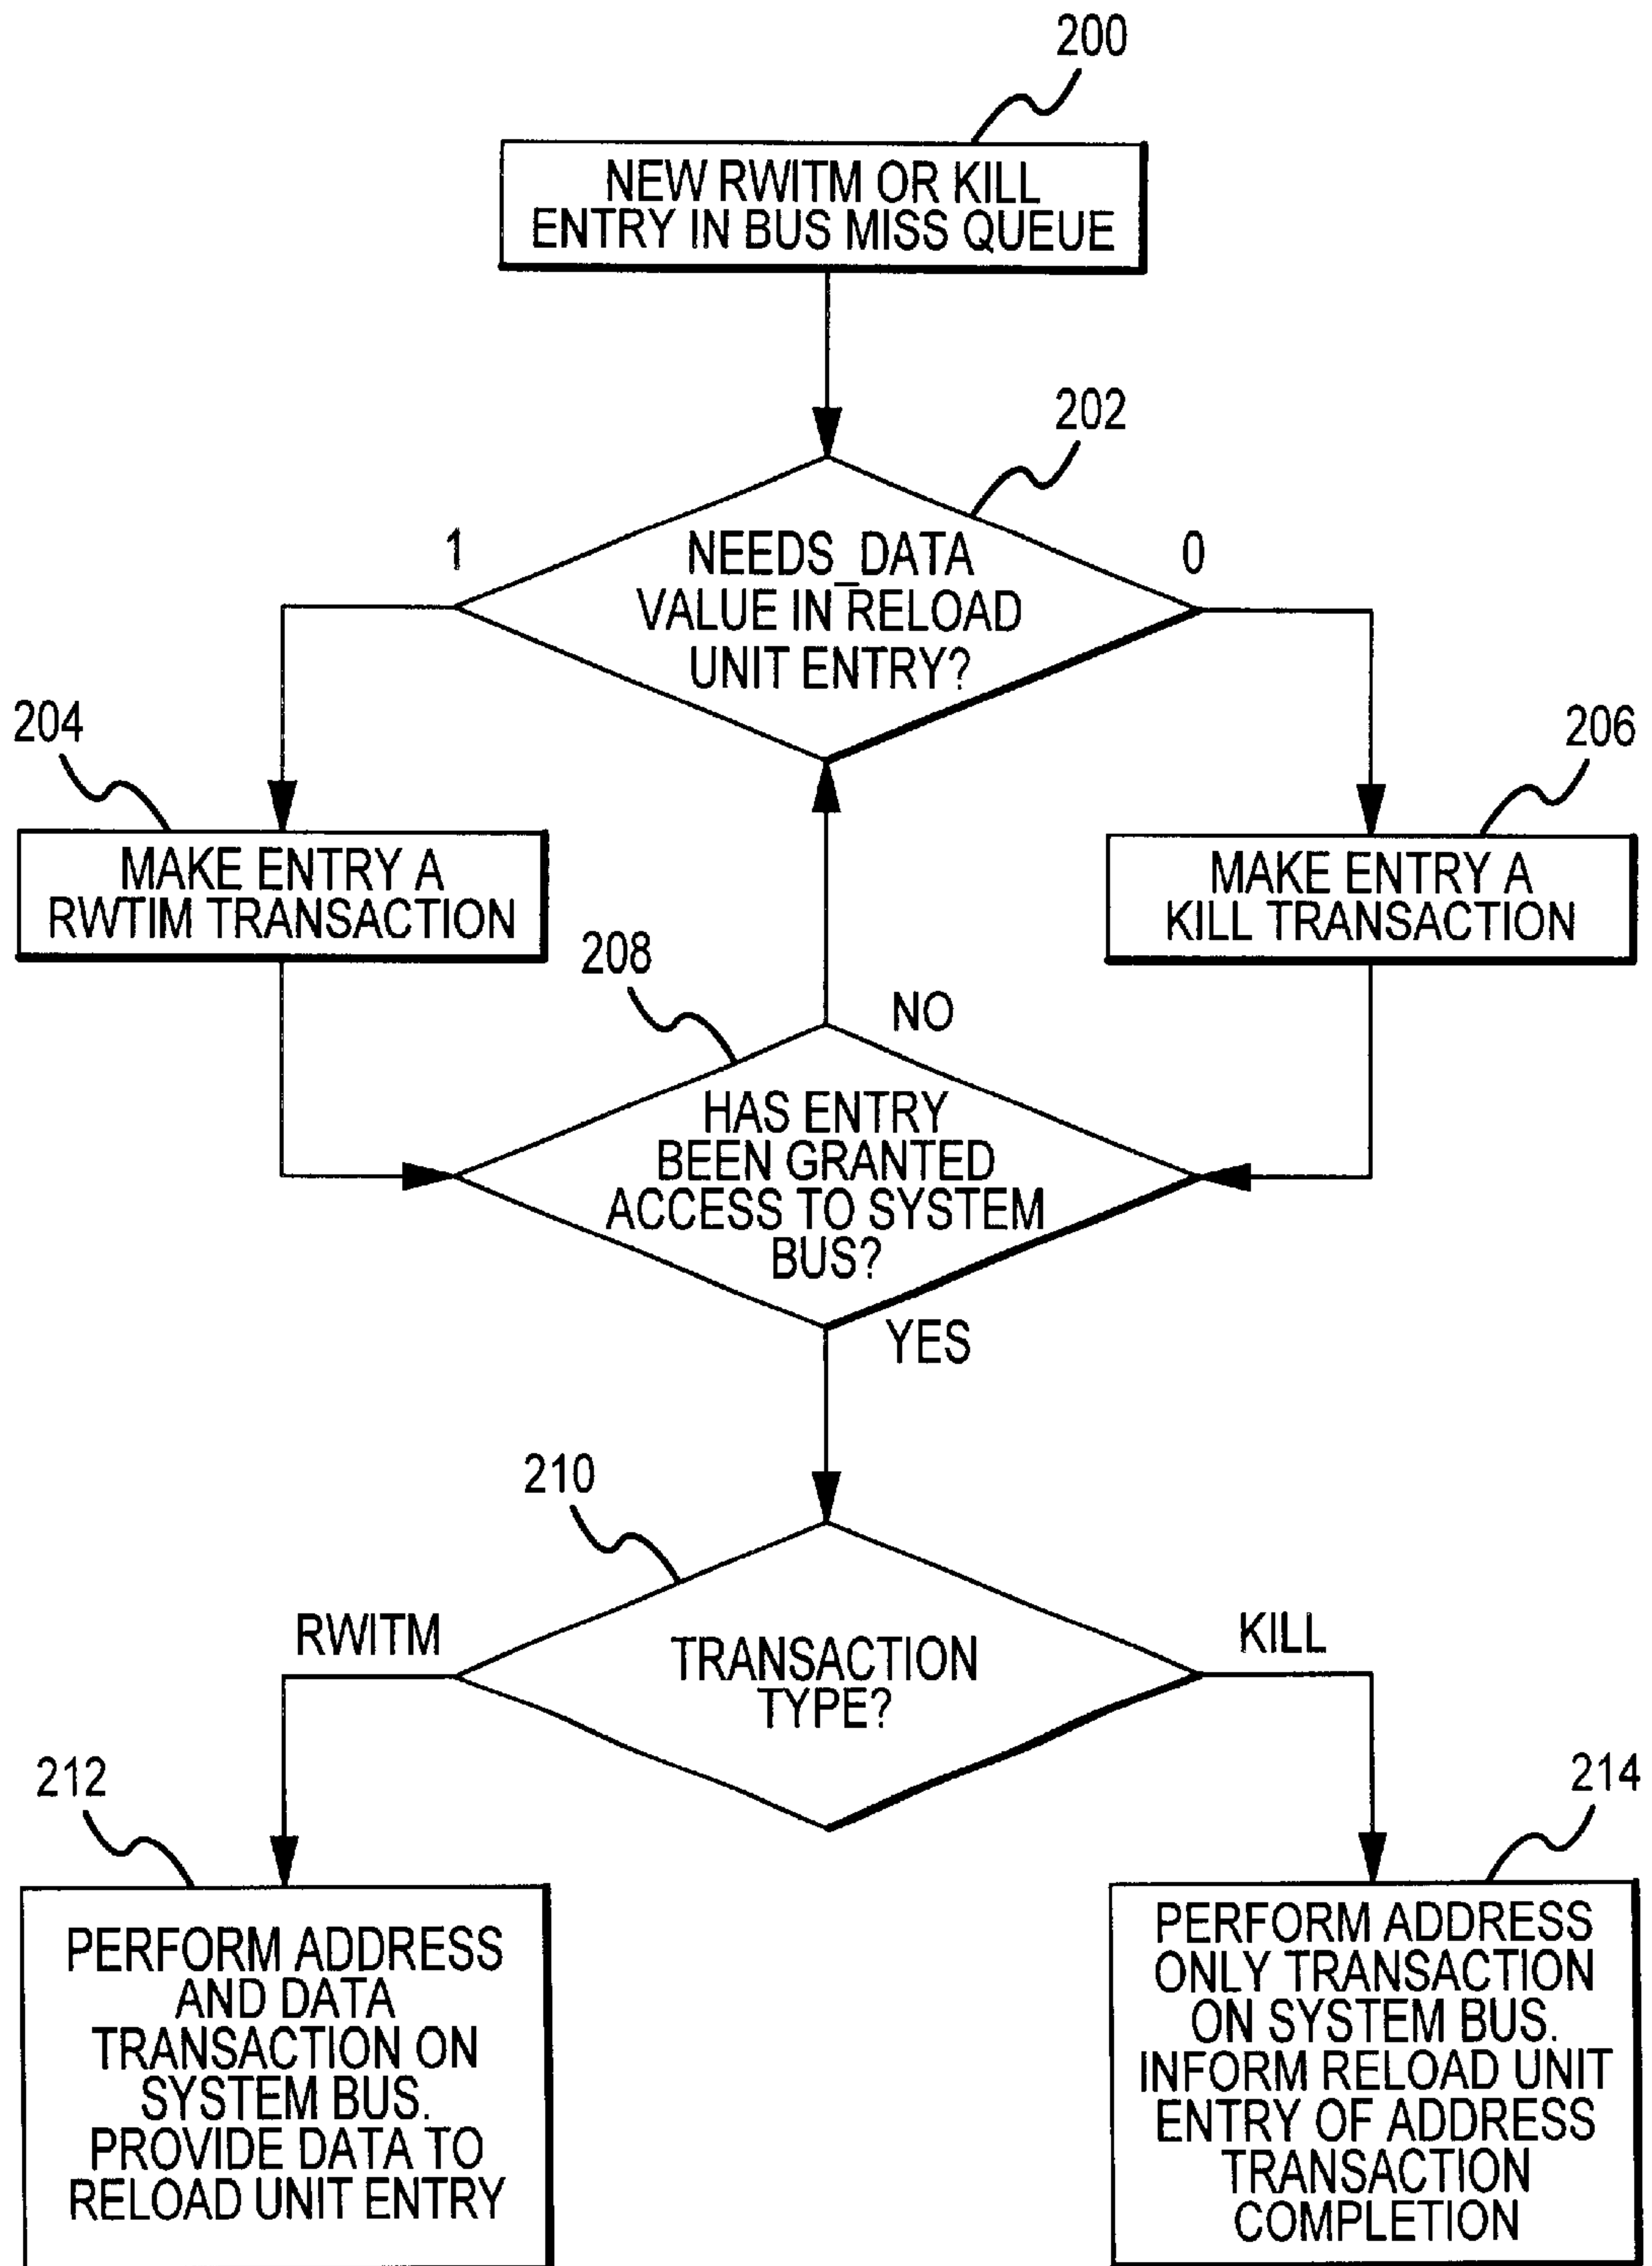 200
NEW RWITM OR KILL
ENTRY IN BUS MISS QUEUE
202
1
0
NEEDS_DATA
VALUE IN RELOAD
UNIT ENTRY?
204
206
MAKE ENTRY A
RWTIM TRANSACTION
MAKE ENTRY A
KILL TRANSACTION
208
NO
HAS ENTRY
BEEN GRANTED
ACCESS TO SYSTEM
BUS?
YES
210
RWITM
KILL
TRANSACTION
TYPE?
212
214
PERFORM ADDRESS
AND DATA
TRANSACTION ON
SYSTEM BUS.
PROVIDE DATA TO
RELOAD UNIT ENTRY
PERFORM ADDRESS
ONLY TRANSACTION
ON SYSTEM BUS.
INFORM RELOAD UNIT
ENTRY OF ADDRESS
TRANSACTION
COMPLETION